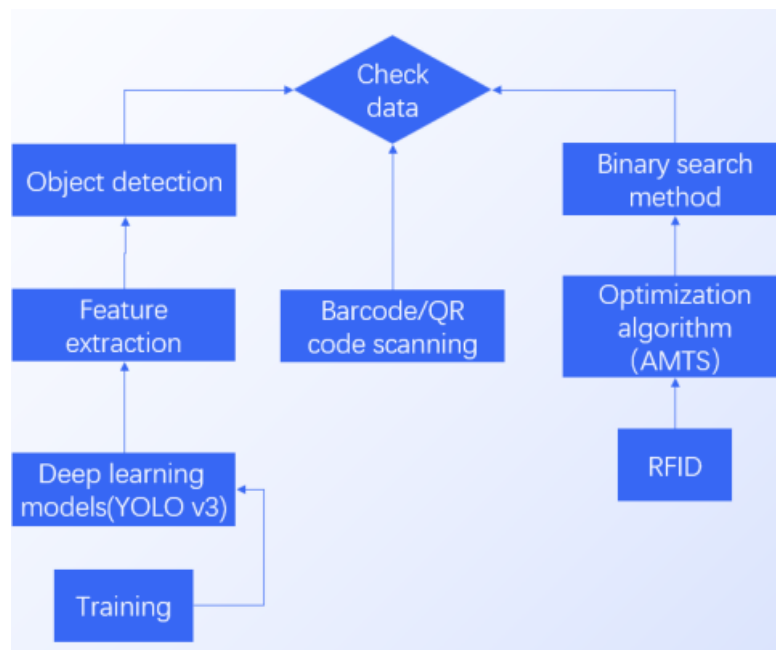 Check
data
Object detection
Binary search
method
Feature
extraction
Barcode/QR
code scanning
Optimization
algorithm
(AMTS)
Deep learning
models(YOLO v3)
RFID
Training